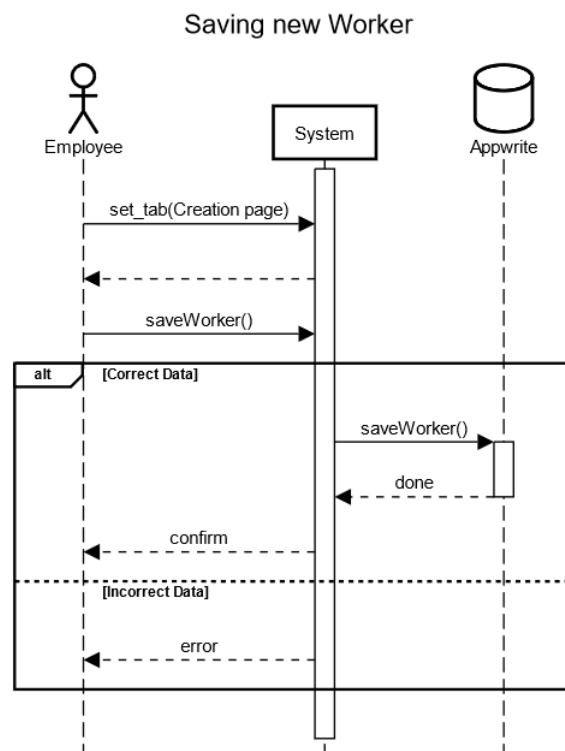 Saving new Worker
Employee
System
Appwrite
set_tab(Creation page)
saveWorker()
alt
[Correct Data]
saveWorker()
done
confirm
[Incorrect Data]
error